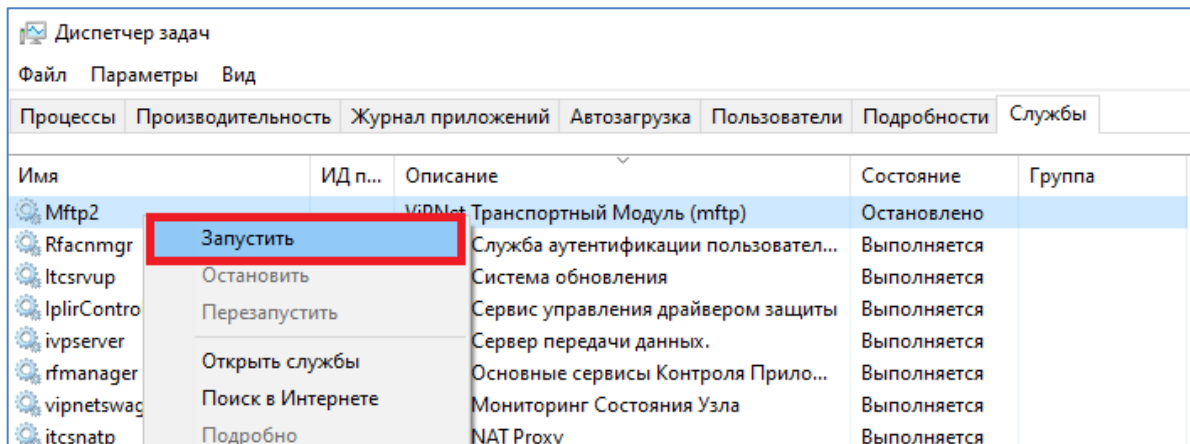 Диспетчер задач
Файл Параметры Вид
Процессы Производительность Журнал приложений Автозагрузка Пользователи Подробности Службы
Имя ИД п... Описание Состояние Группа
Mftp2 ViPNet Транспортный Модуль (mftp) Остановлено
Запустить
Rfacnmgr Служба аутентификации пользовател... Выполняется
Остановить
Itcsrvup Система обновления Выполняется
Перезапустить
IplirContro Сервис управления драйвером защиты Выполняется
ivpserver Сервер передачи данных. Выполняется
Открыть службы
rfmanager Основные сервисы Контроля Прило... Выполняется
Поиск в Интернете
vipnetswag Мониторинг Состояния Узла Выполняется
Подробно
itcsnatp NAT Proxy Выполняется